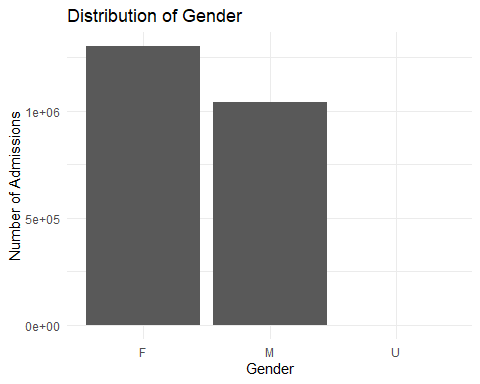 Distribution of Gender
Number of Admissions
1e+06
5e+05
0e+00
F
M
U
Gender